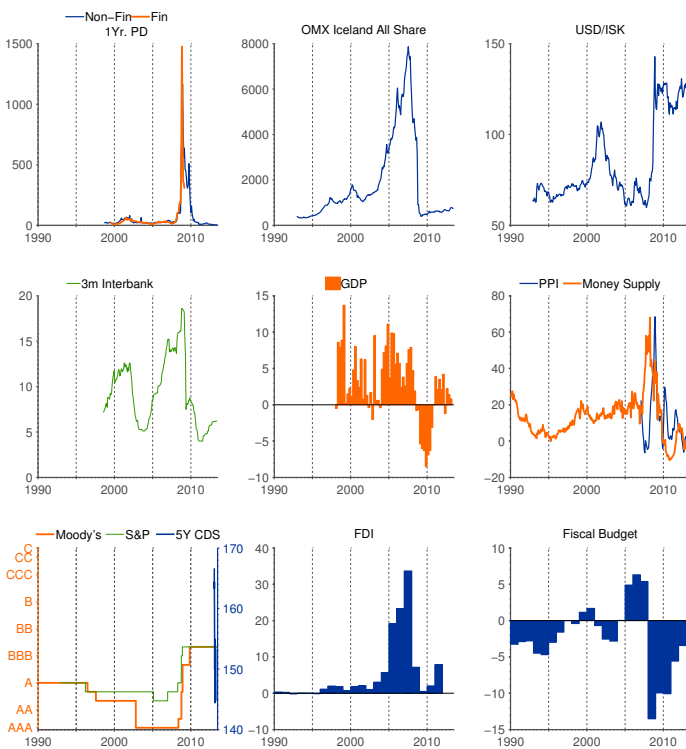 Non−Fin Fin
1Yr. PD
1500
1000
500
0
1990 2000 2010
OMX Iceland All Share
8000
6000
4000
2000
0
1990 2000 2010
USD/ISK
150
100
50
1990 2000 2010
3m Interbank
20
15
10
5
0
1990 2000 2010
GDP
15
10
5
0
−5
−10
1990 2000 2010
PPI Money Supply
80
60
40
20
0
−20
1990 2000 2010
Moody's S&P 5Y CDS
C
CC
CCC
B
BB
BBB
A
AA
AAA
170
160
150
140
1990 2000 2010
FDI
40
30
20
10
0
−10
1990 2000 2010
Fiscal Budget
10
5
0
−5
−10
−15
1990 2000 2010